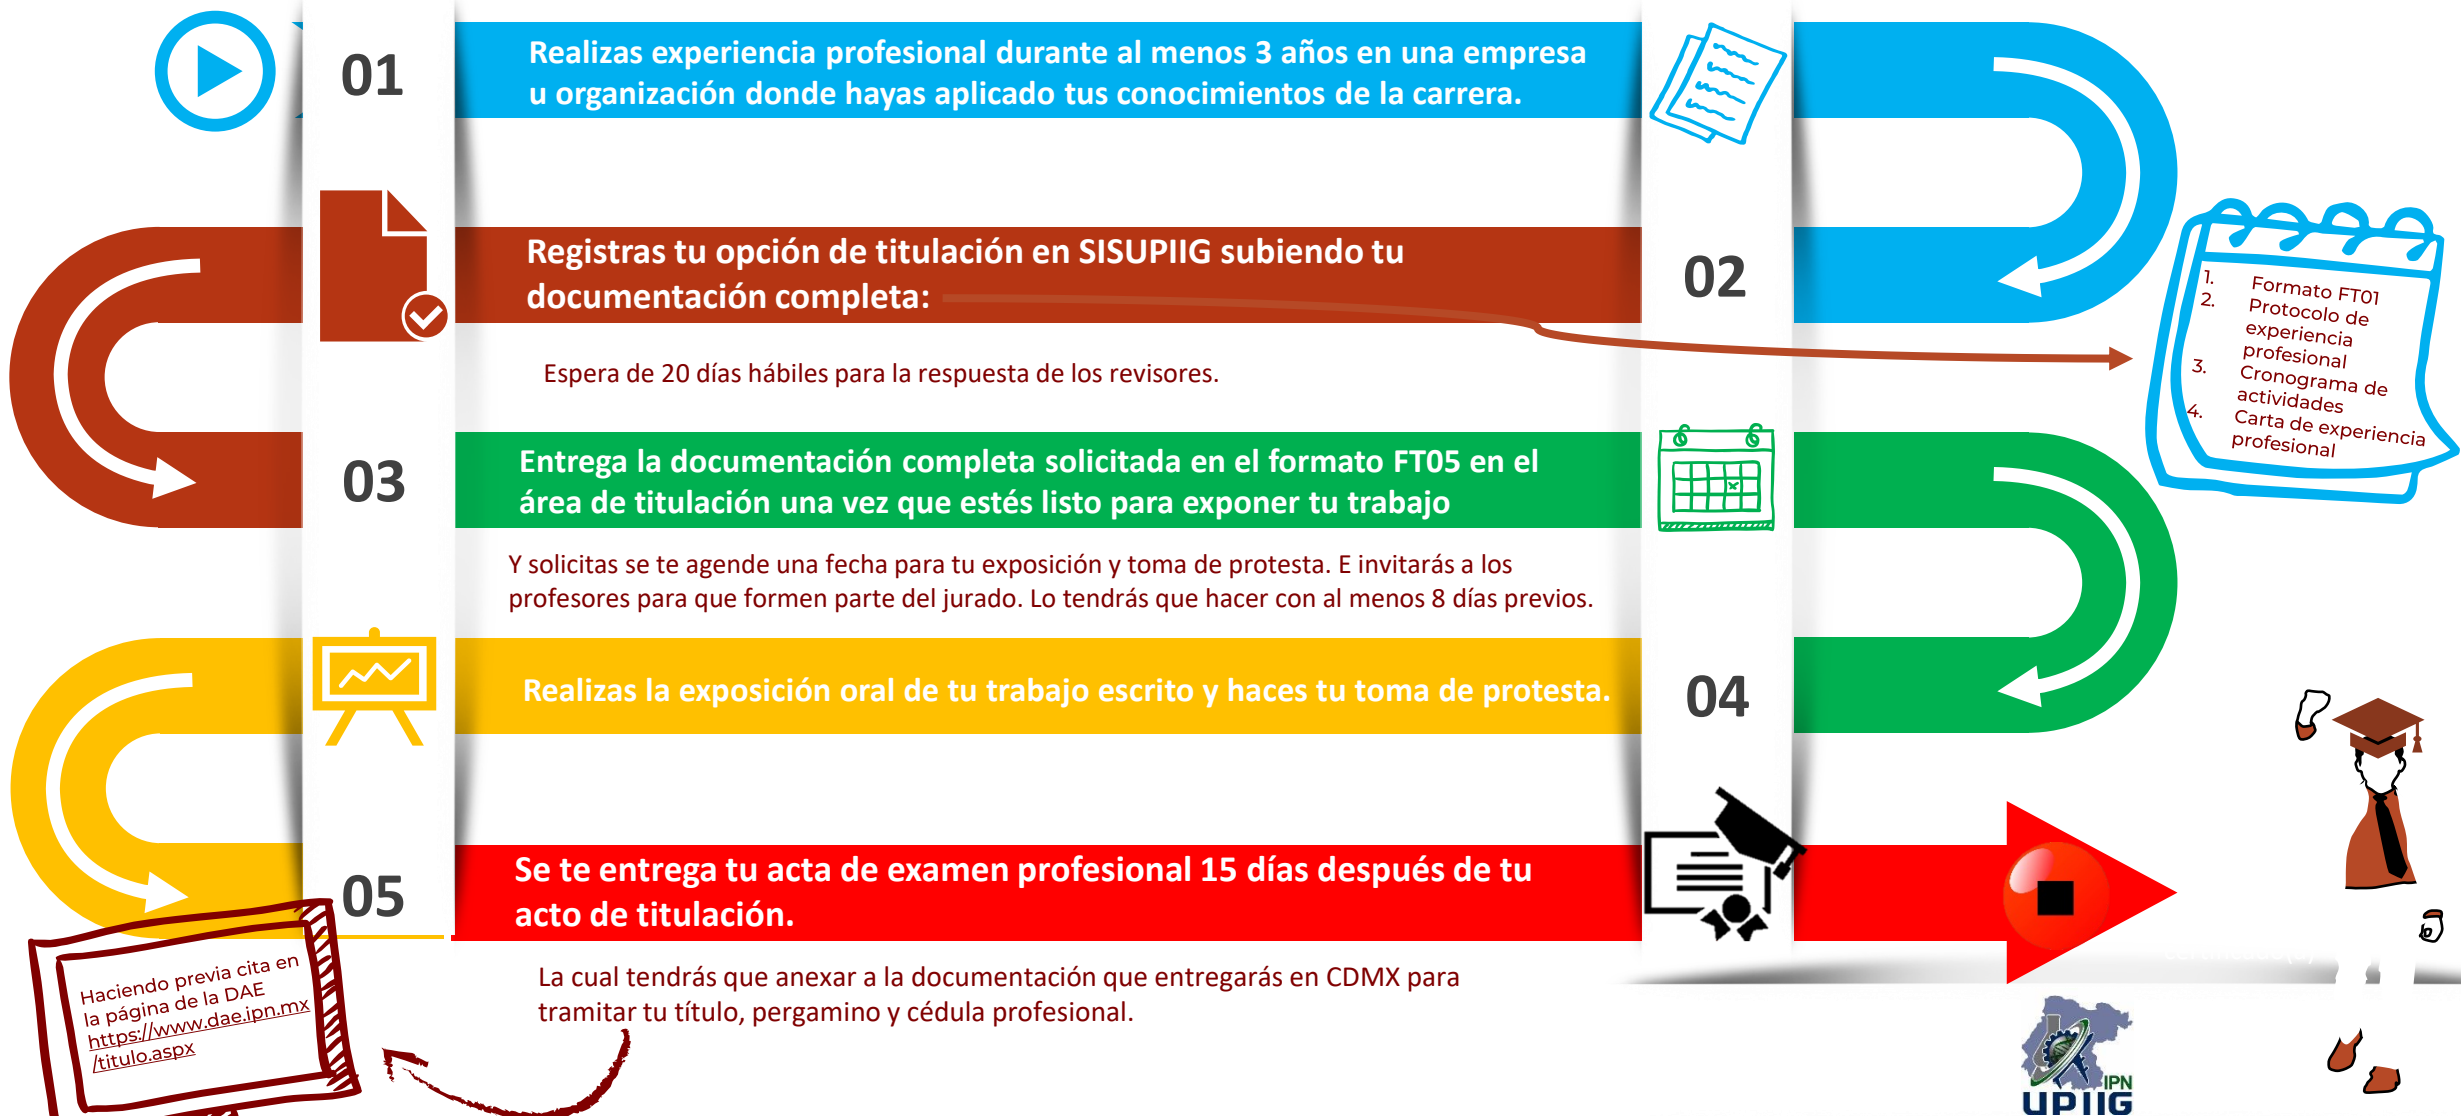 01
Realizas experiencia profesional durante al menos 3 años en una empresa
u organización donde hayas aplicado tus conocimientos de la carrera.
Registras tu opción de titulación en SISUPIIG subiendo tu
documentación completa:
02
1. Formato FT01
2. Protocolo de
experiencia
profesional
3. Cronograma de
actividades
4. Carta de experiencia
profesional
Espera de 20 días hábiles para la respuesta de los revisores.
03
Entrega la documentación completa solicitada en el formato FT05 en el
área de titulación una vez que estés listo para exponer tu trabajo
Y solicitas se te agende una fecha para tu exposición y toma de protesta. E invitarás a los
profesores para que formen parte del jurado. Lo tendrás que hacer con al menos 8 días previos.
Realizas la exposición oral de tu trabajo escrito y haces tu toma de protesta.
04
05
Se te entrega tu acta de examen profesional 15 días después de tu
acto de titulación.
La cual tendrás que anexar a la documentación que entregarás en CDMX para
tramitar tu título, pergamino y cédula profesional.
Haciendo previa cita en
la página de la DAE
https://www.dae.ipn.mx
/titulo.aspx
IPN
UPIIG